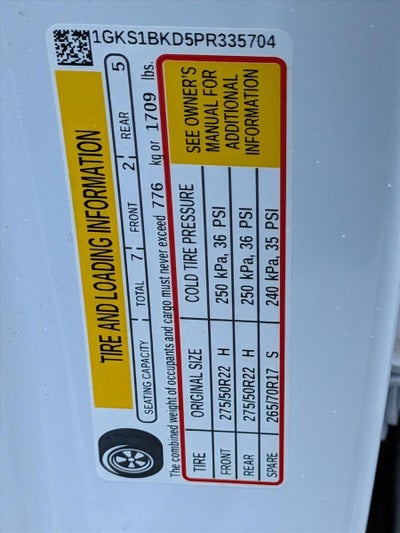 1GKS1BKD5PR335704
TIRE AND LOADING INFORMATION
SEATING CAPACITY TOTAL 7 FRONT 2 REAR 5
The combined weight of occupants and cargo must never exceed 776 kg or 1709 lbs.
TIRE ORIGINAL SIZE COLD TIRE PRESSURE
FRONT 275/50R22 H 250 kPa, 36 PSI
REAR 275/50R22 H 250 kPa, 36 PSI
SPARE 265/70R17 S 240 kPa, 35 PSI
SEE OWNER'S
MANUAL FOR
ADDITIONAL
INFORMATION